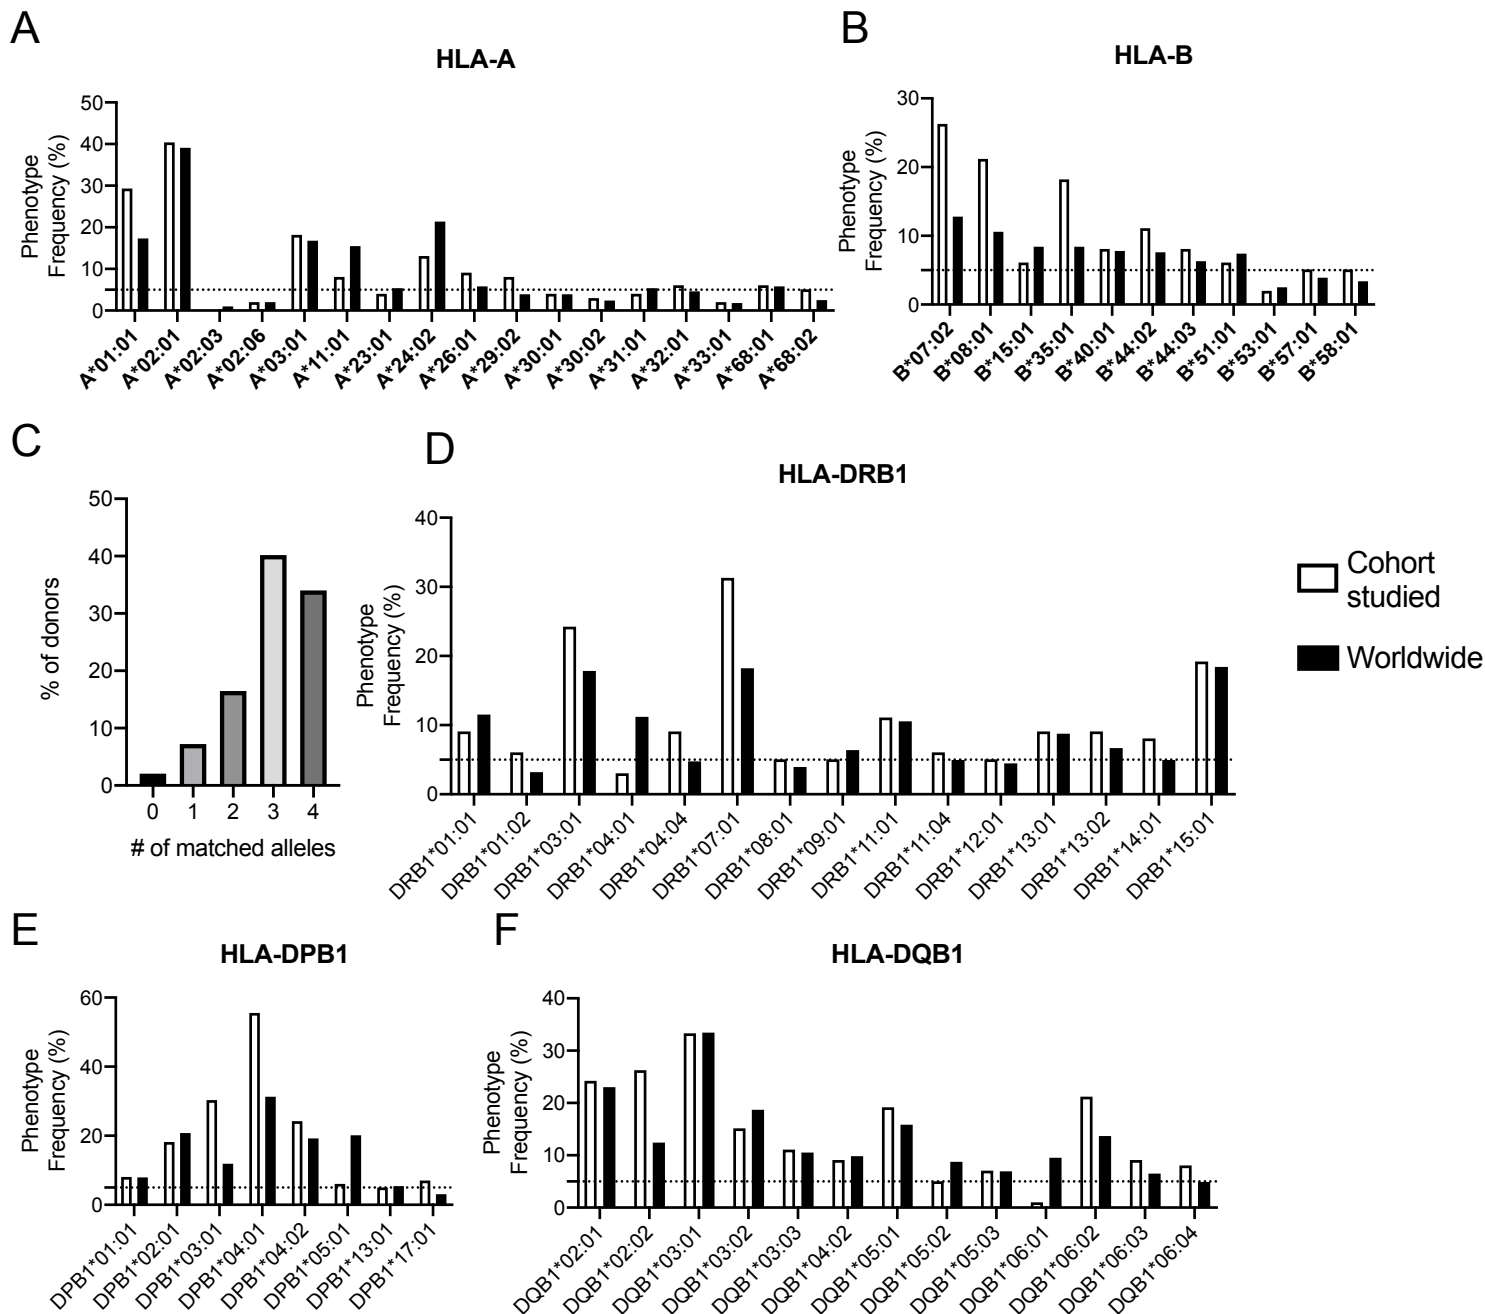 A
HLA-A
Phenotype
Frequency (%)
50
40
30
20
10
0
A*01:01
A*02:01
A*02:03
A*02:06
A*03:01
A*11:01
A*23:01
A*24:02
A*26:01
A*29:02
A*30:01
A*30:02
A*31:01
A*32:01
A*33:01
A*68:01
A*68:02
B
HLA-B
Phenotype
Frequency (%)
30
20
10
0
B*07:02
B*08:01
B*15:01
B*35:01
B*40:01
B*44:02
B*44:03
B*51:01
B*53:01
B*57:01
B*58:01
C
% of donors
50
40
30
20
10
0
0 1 2 3 4
# of matched alleles
D
HLA-DRB1
Phenotype
Frequency (%)
40
30
20
10
0
DRB1*01:01
DRB1*01:02
DRB1*03:01
DRB1*04:01
DRB1*04:04
DRB1*07:01
DRB1*08:01
DRB1*09:01
DRB1*11:01
DRB1*11:04
DRB1*12:01
DRB1*13:01
DRB1*13:02
DRB1*14:01
DRB1*15:01
Cohort
studied
Worldwide
E
HLA-DPB1
Phenotype
Frequency (%)
60
40
20
0
DPB1*01:01
DPB1*02:01
DPB1*03:01
DPB1*04:01
DPB1*04:02
DPB1*05:01
DPB1*13:01
DPB1*17:01
F
HLA-DQB1
Phenotype
Frequency (%)
40
30
20
10
0
DQB1*02:01
DQB1*02:02
DQB1*03:01
DQB1*03:02
DQB1*03:03
DQB1*04:02
DQB1*05:01
DQB1*05:02
DQB1*05:03
DQB1*06:01
DQB1*06:02
DQB1*06:03
DQB1*06:04